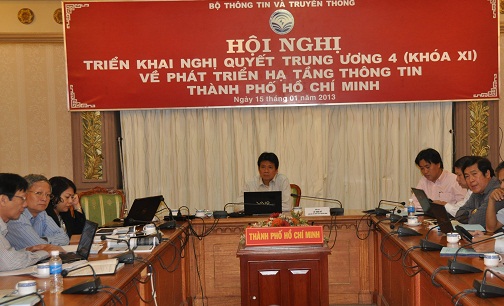 BỘ THÔNG TIN VÀ TRUYỀN THÔNG
HỘI NGHỊ
TRIỂN KHAI NGHỊ QUYẾT TRUNG ƯƠNG 4 (KHÓA XI)
VỀ PHÁT TRIỂN HẠ TẦNG THÔNG TIN
THÀNH PHỐ HỒ CHÍ MINH
Ngày 15 tháng 01 năm 2013
VAIO
THÀNH PHỐ HỒ CHÍ MINH